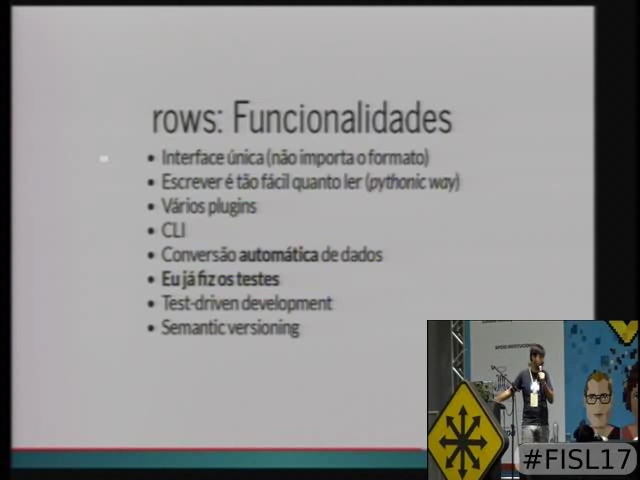 rows: Funcionalidades
• Interface única (não importa o formato)
• Escrever é tão fácil quanto ler (pythonic way)
• Vários plugins
• CLI
• Conversão automática de dados
• Eu já fiz os testes
• Test-driven development
• Semantic versioning
#FISL17